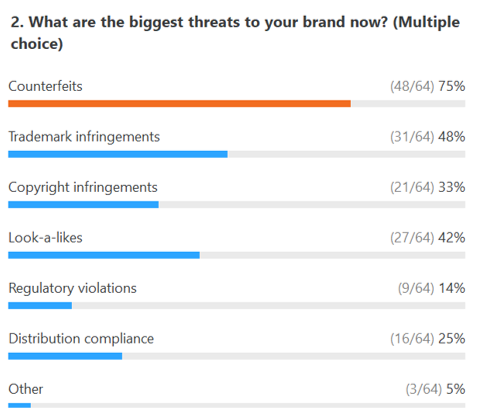 2. What are the biggest threats to your brand now? (Multiple
choice)
Counterfeits (48/64) 75%
Trademark infringements (31/64) 48%
Copyright infringements (21/64) 33%
Look-a-likes (27/64) 42%
Regulatory violations (9/64) 14%
Distribution compliance (16/64) 25%
Other (3/64) 5%